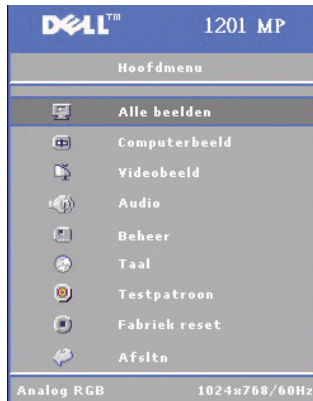 DELL™ 1201 MP
Hoofdmenu
Alle beelden
Computerbeeld
Videobeeld
Audio
Beheer
Taal
Testpatroon
Fabriek reset
Afsltn
Analog RGB 1024x768/60Hz